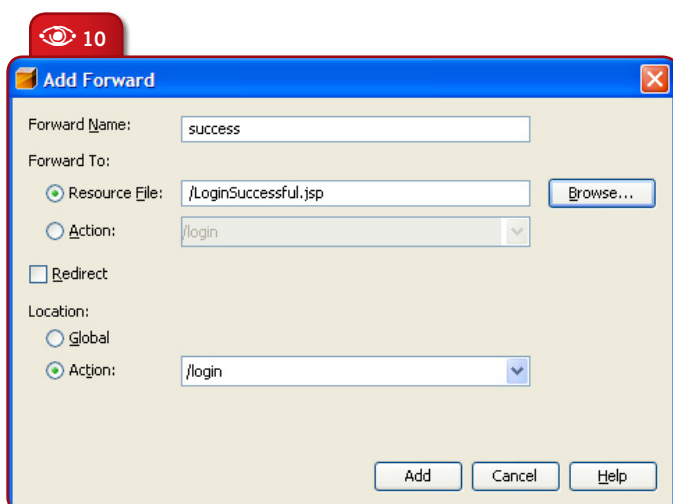 10
Add Forward
Forward Name: success
Forward To:
Resource File: /LoginSuccessful.jsp Browse...
Action: /login
Redirect
Location:
Global
Action: /login
Add Cancel Help